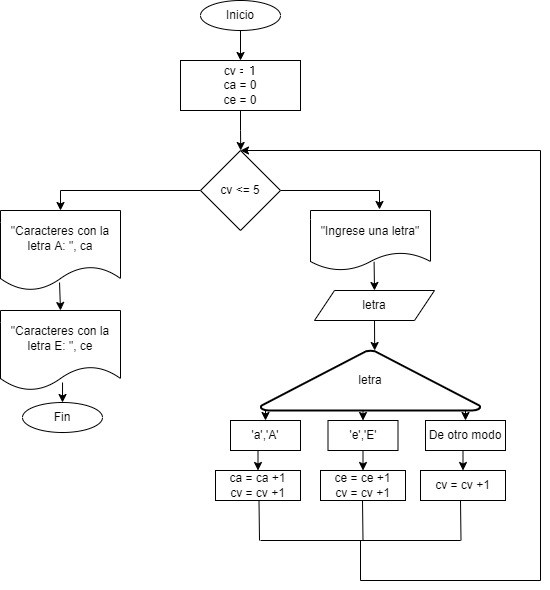 Inicio
cv = 1
ca = 0
ce = 0
cv <= 5
"Caracteres con la
letra A: ", ca
"Caracteres con la
letra E: ", ce
Fin
"Ingrese una letra"
letra
letra
'a','A'
'e','E'
De otro modo
ca = ca +1
cv = cv +1
ce = ce +1
cv = cv +1
cv = cv +1